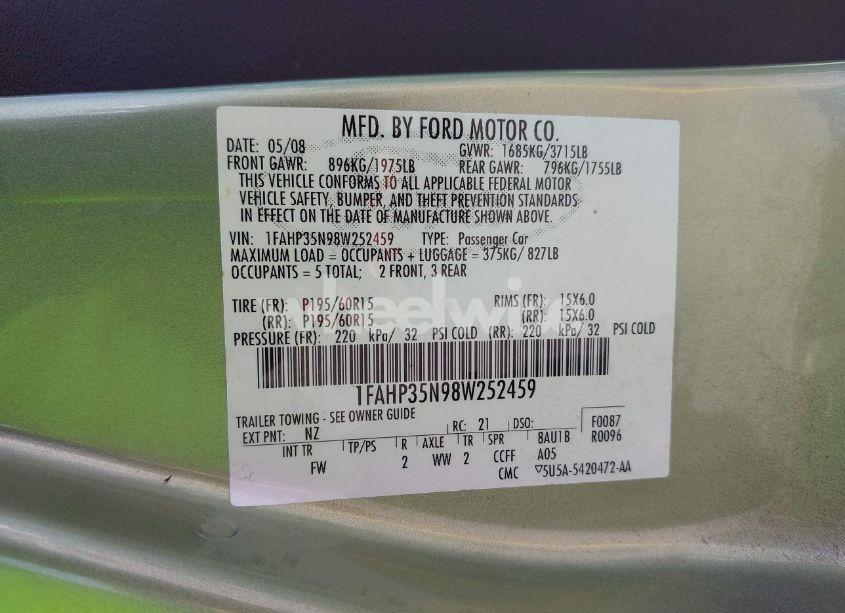 MFD. BY FORD MOTOR CO.
DATE: 05/08 GVWR: 1685KG/3715LB
FRONT GAWR: 896KG/1975LB REAR GAWR: 796KG/1755LB
THIS VEHICLE CONFORMS TO ALL APPLICABLE FEDERAL MOTOR
VEHICLE SAFETY, BUMPER, AND THEFT PREVENTION STANDARDS
IN EFFECT ON THE DATE OF MANUFACTURE SHOWN ABOVE.
VIN: 1FAHP35N98W252459 TYPE: Passenger Car
MAXIMUM LOAD = OCCUPANTS + LUGGAGE = 375KG/ 827LB
OCCUPANTS = 5 TOTAL; 2 FRONT, 3 REAR
TIRE (FR): P195/60R15 RIMS (FR): 15X6.0
(RR): P195/60R15 (RR): 15X6.0
PRESSURE (FR): 220 kPa/ 32 PSI COLD (RR): 220 kPa/ 32 PSI COLD
1FAHP35N98W252459
TRAILER TOWING - SEE OWNER GUIDE
EXT PNT: NZ RC: 21 DSO: F0087
R0096
INT TR TP/PS R AXLE TR SPR 8AU1B
FW 2 WW 2 CCFF A05
CMC 5U5A-5420472-AA